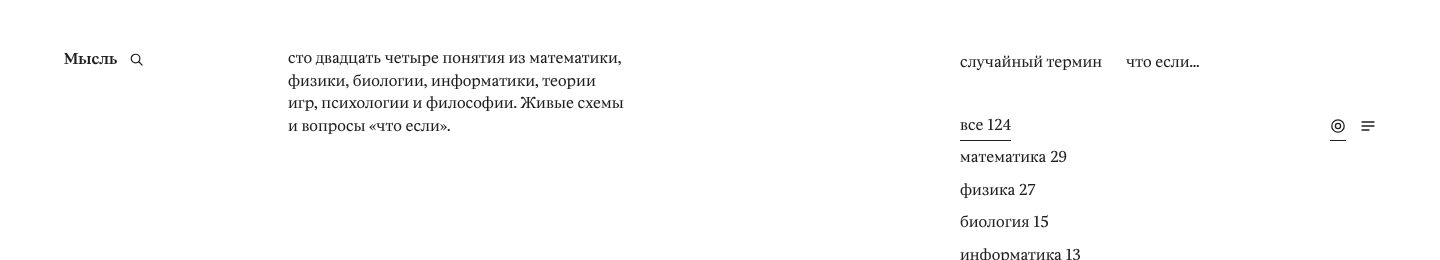 Мысль
сто двадцать четыре понятия из математики,
физики, биологии, информатики, теории
игр, психологии и философии. Живые схемы
и вопросы «что если».
случайный термин
что если...
все 124
математика 29
физика 27
биология 15
информатика 13